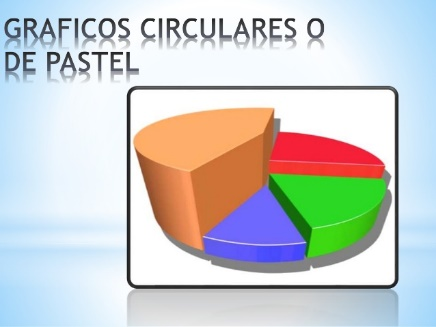 GRAFICOS CIRCULARES O
DE PASTEL